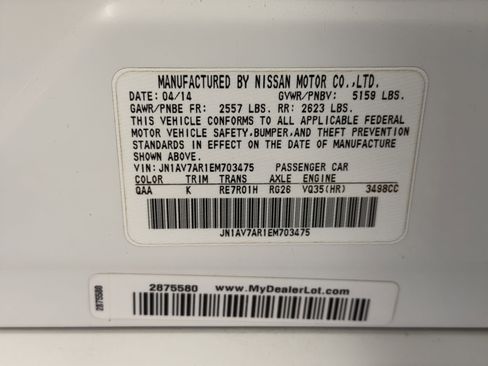 MANUFACTURED BY NISSAN MOTOR CO.,LTD.
DATE: 04/14 GVWR/PNBV: 5159 LBS.
GAWR/PNBE FR: 2557 LBS. RR: 2623 LBS.
THIS VEHICLE CONFORMS TO ALL APPLICABLE FEDERAL
MOTOR VEHICLE SAFETY,BUMPER,AND THEFT PREVENTION
STANDARDS IN EFFECT ON THE DATE OF MANUFACTURE
SHOWN ABOVE.
VIN: JN1AV7AR1EM703475 PASSENGER CAR
COLOR TRIM TRANS AXLE ENGINE
QAA K RE7R01H RG26 VQ35(HR) 3498CC
JN1AV7AR1EM703475
2875580 www.MyDealerLot.com
2875580